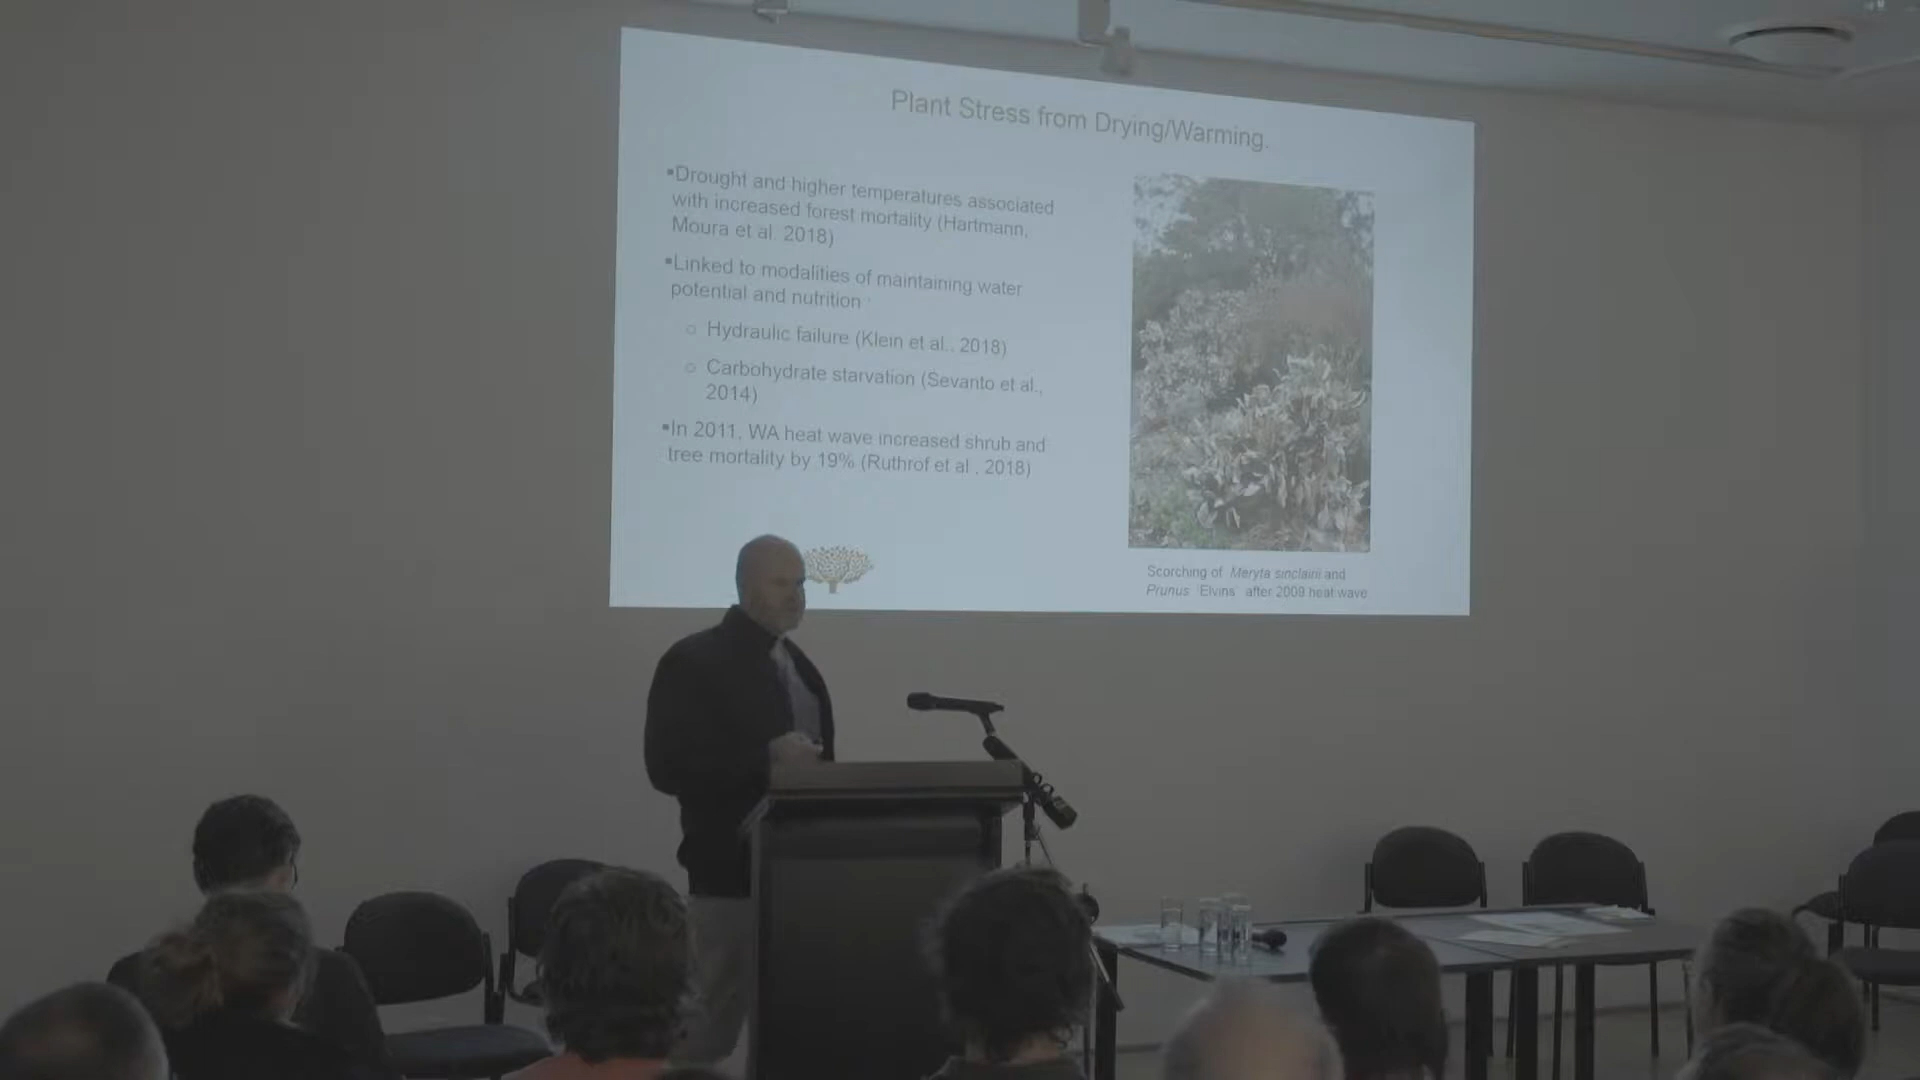 Plant Stress from Drying/Warming.
▪Drought and higher temperatures associated
with increased forest mortality (Hartmann,
Moura et al. 2018)
▪Linked to modalities of maintaining water
potential and nutrition :
o Hydraulic failure (Klein et al., 2018)
o Carbohydrate starvation (Sevanto et al.,
2014)
▪In 2011, WA heat wave increased shrub and
tree mortality by 19% (Ruthrof et al., 2018)
Scorching of Meryta sinclairii and
Prunus 'Elvins' after 2009 heat wave